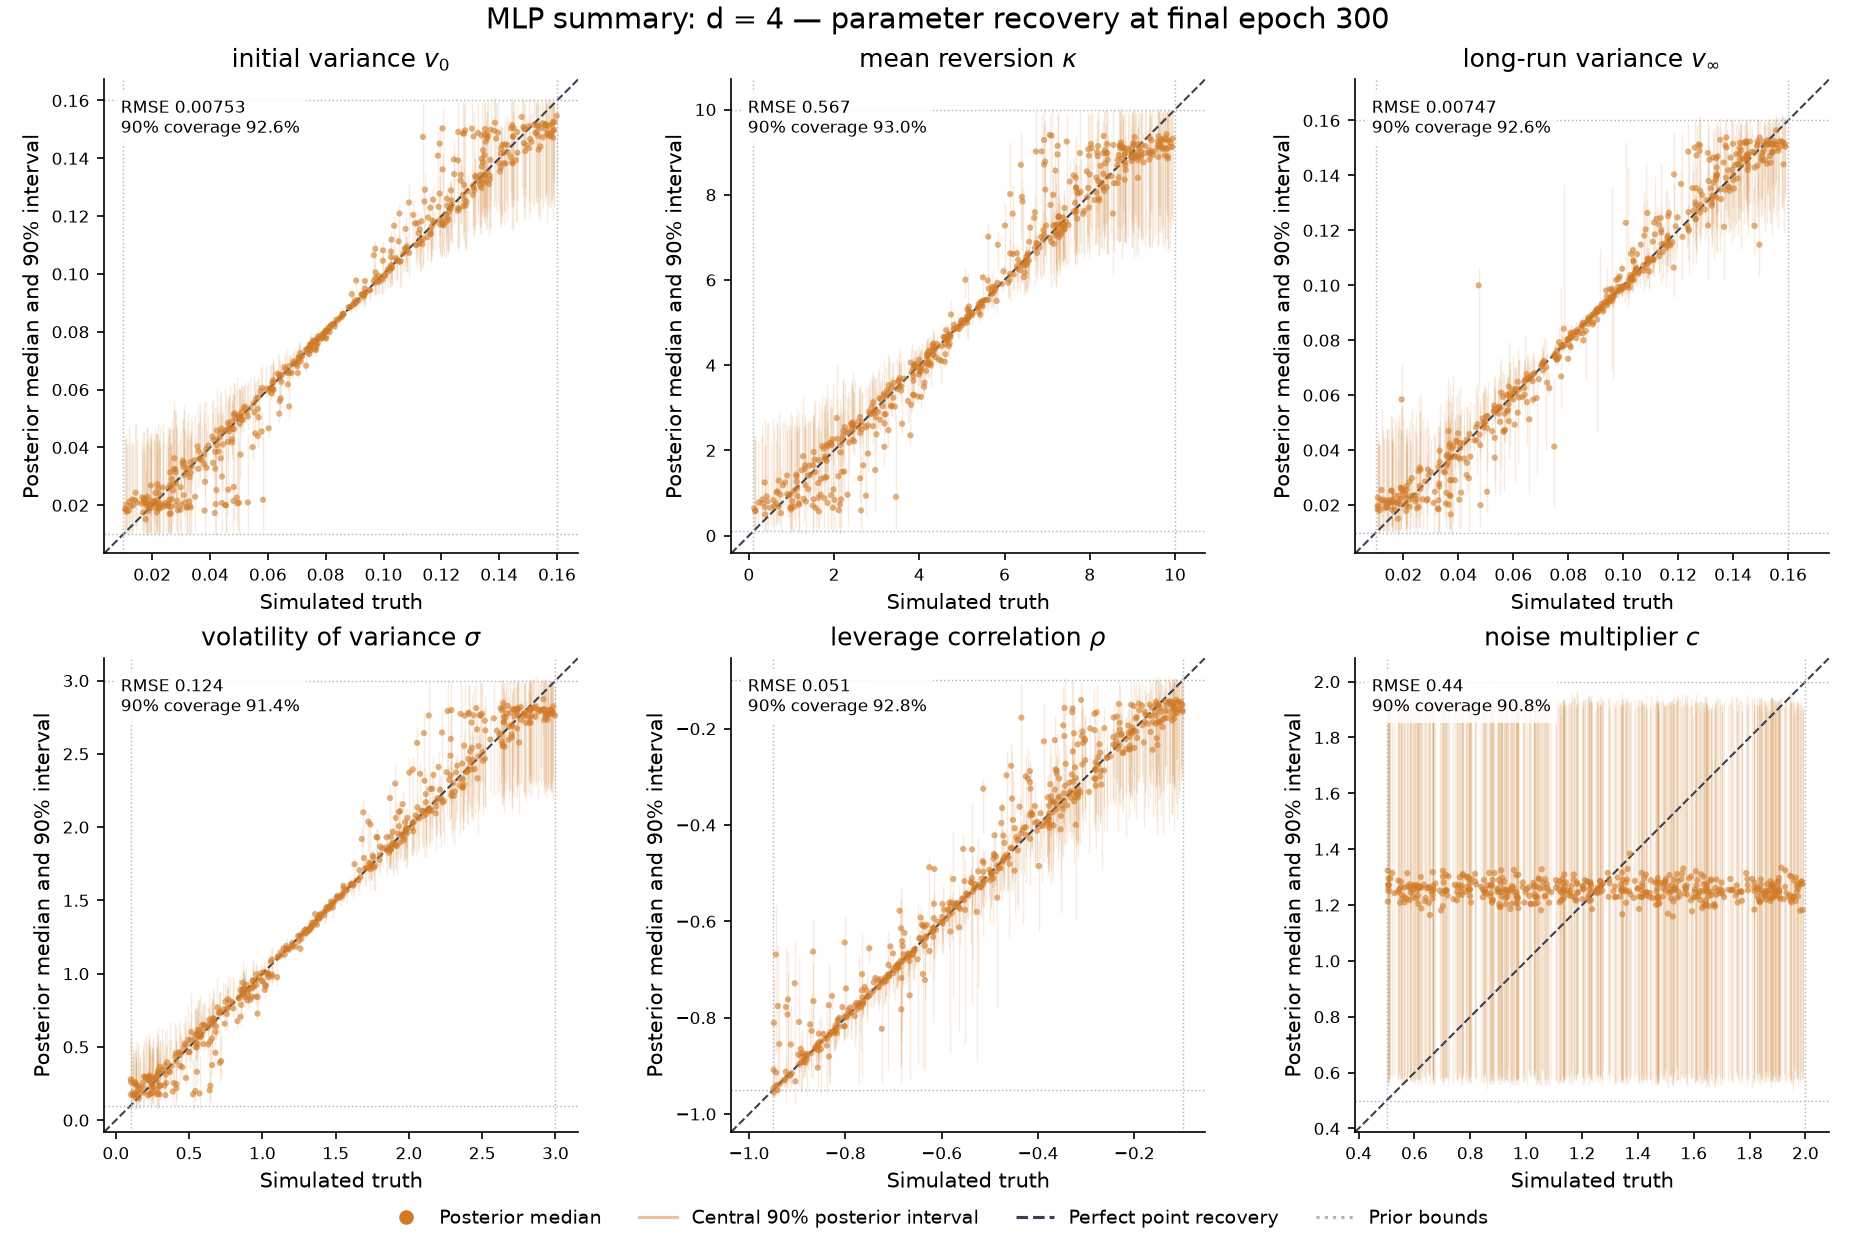 MLP summary: d = 4 — parameter recovery at final epoch 300
initial variance v₀
RMSE 0.00753
90% coverage 92.6%
Posterior median and 90% interval
0.16
0.14
0.12
0.10
0.08
0.06
0.04
0.02
0.02 0.04 0.06 0.08 0.10 0.12 0.14 0.16
Simulated truth
mean reversion κ
RMSE 0.567
90% coverage 93.0%
Posterior median and 90% interval
10
8
6
4
2
0
0 2 4 6 8 10
Simulated truth
long-run variance v∞
RMSE 0.00747
90% coverage 92.6%
Posterior median and 90% interval
0.16
0.14
0.12
0.10
0.08
0.06
0.04
0.02
0.02 0.04 0.06 0.08 0.10 0.12 0.14 0.16
Simulated truth
volatility of variance σ
RMSE 0.124
90% coverage 91.4%
Posterior median and 90% interval
3.0
2.5
2.0
1.5
1.0
0.5
0.0
0.0 0.5 1.0 1.5 2.0 2.5 3.0
Simulated truth
leverage correlation ρ
RMSE 0.051
90% coverage 92.8%
Posterior median and 90% interval
−0.2
−0.4
−0.6
−0.8
−1.0
−1.0 −0.8 −0.6 −0.4 −0.2
Simulated truth
noise multiplier c
RMSE 0.44
90% coverage 90.8%
Posterior median and 90% interval
2.0
1.8
1.6
1.4
1.2
1.0
0.8
0.6
0.4
0.4 0.6 0.8 1.0 1.2 1.4 1.6 1.8 2.0
Simulated truth
Posterior median Central 90% posterior interval Perfect point recovery Prior bounds